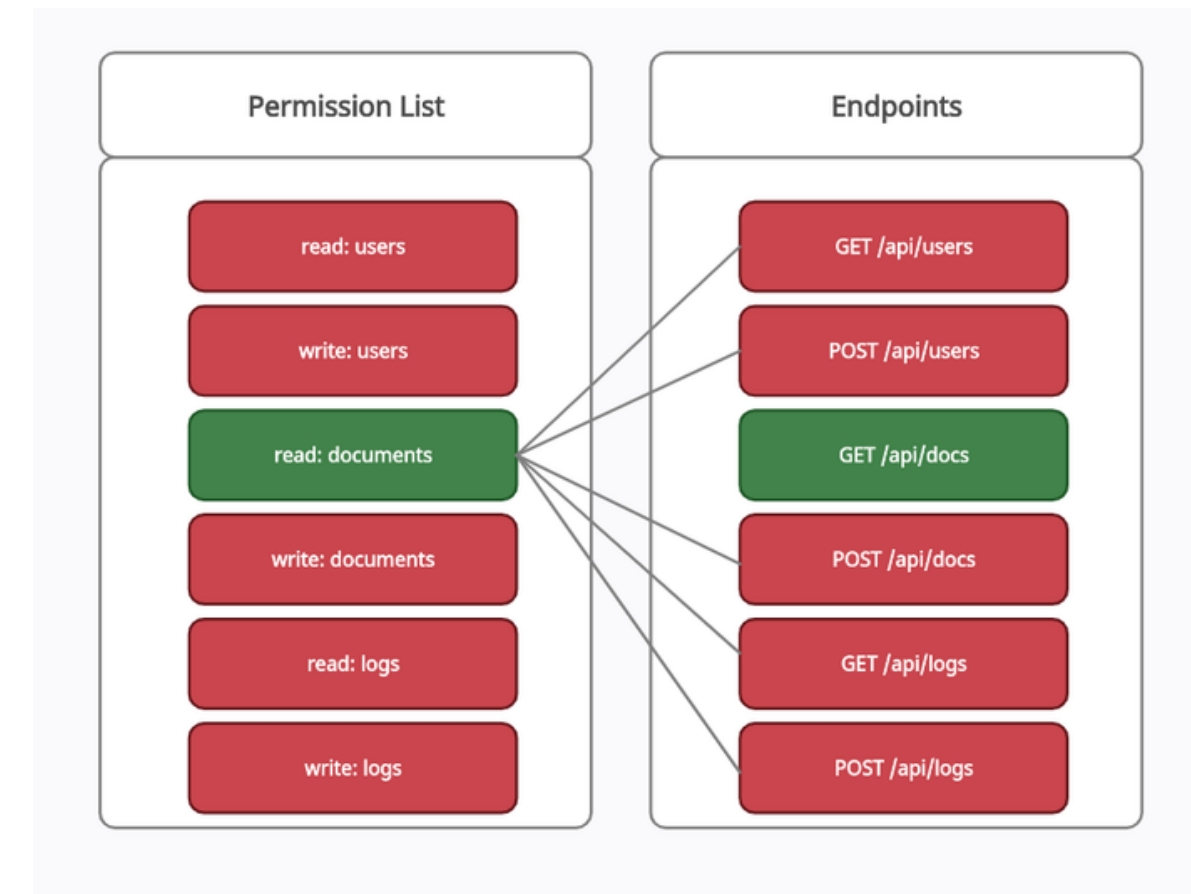 Permission List
read: users
write: users
read: documents
write: documents
read: logs
write: logs
Endpoints
GET /api/users
POST /api/users
GET /api/docs
POST /api/docs
GET /api/logs
POST /api/logs